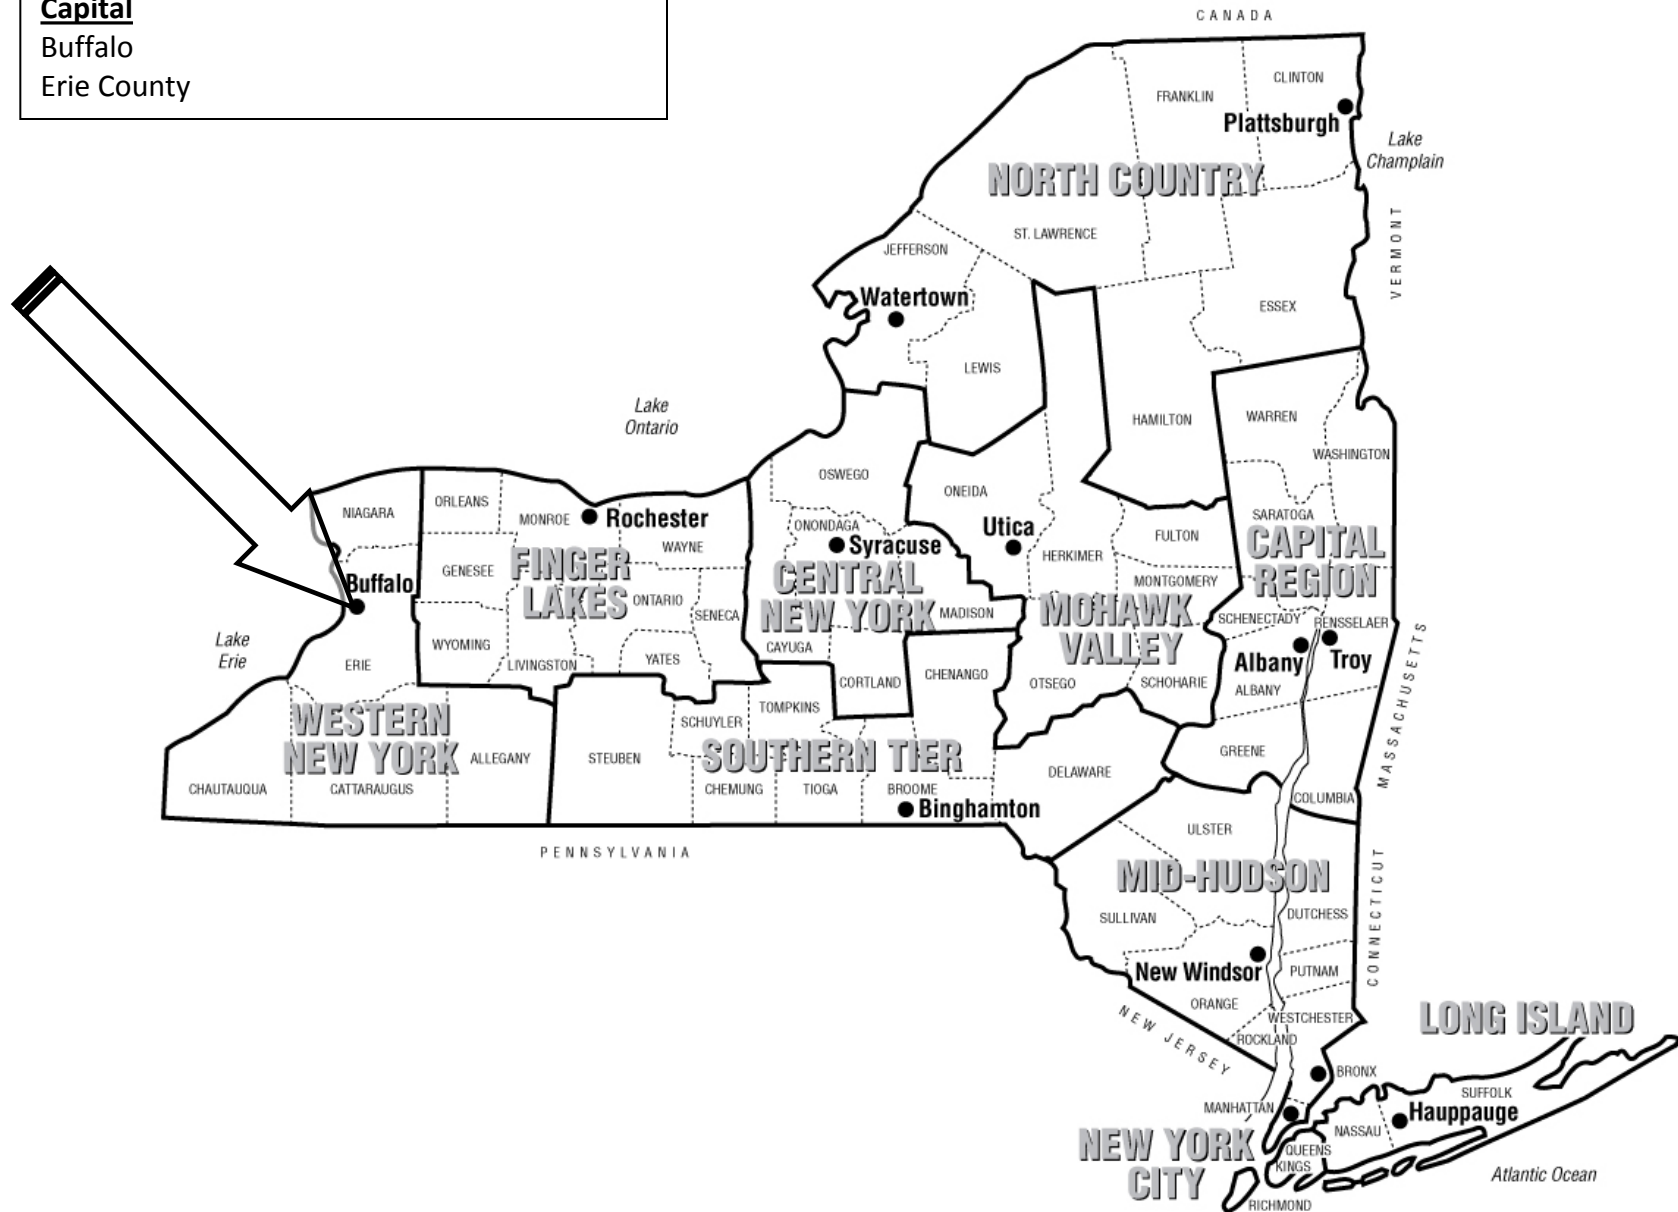 Capital
Buffalo
Erie County
CANADA
CLINTON
FRANKLIN
Plattsburgh
Lake
Champlain
NORTH COUNTRY
VERMONT
ST. LAWRENCE
JEFFERSON
Watertown
ESSEX
LEWIS
Lake
Ontario
HAMILTON
WARREN
WASHINGTON
OSWEGO
ONEIDA
NIAGARA
ORLEANS
MONROE
Rochester
WAYNE
ONONDAGA
Syracuse
Utica
HERKIMER
FULTON
SARATOGA
CAPITAL
REGION
Buffalo
GENESEE
FINGER
LAKES
ONTARIO
SENECA
CENTRAL
NEW YORK
MADISON
MONTGOMERY
MOHAWK
VALLEY
SCHENECTADY
RENSSELAER
Lake
Erie
ERIE
WYOMING
LIVINGSTON
YATES
CAYUGA
CORTLAND
CHENANGO
OTSEGO
SCHOHARIE
Albany
Troy
ALBANY
MASSACHUSETTS
WESTERN
NEW YORK
CHAUTAUQUA
CATTARAUGUS
ALLEGANY
STEUBEN
SCHUYLER
TOMPKINS
SOUTHERN TIER
CHEMUNG
TIOGA
BROOME
Binghamton
DELAWARE
GREENE
COLUMBIA
PENNSYLVANIA
ULSTER
MID-HUDSON
SULLIVAN
DUTCHESS
CONNECTICUT
New Windsor
PUTNAM
ORANGE
WESTCHESTER
ROCKLAND
NEW JERSEY
LONG ISLAND
BRONX
SUFFOLK
MANHATTAN
Hauppauge
NASSAU
NEW YORK
CITY
QUEENS
KINGS
RICHMOND
Atlantic Ocean